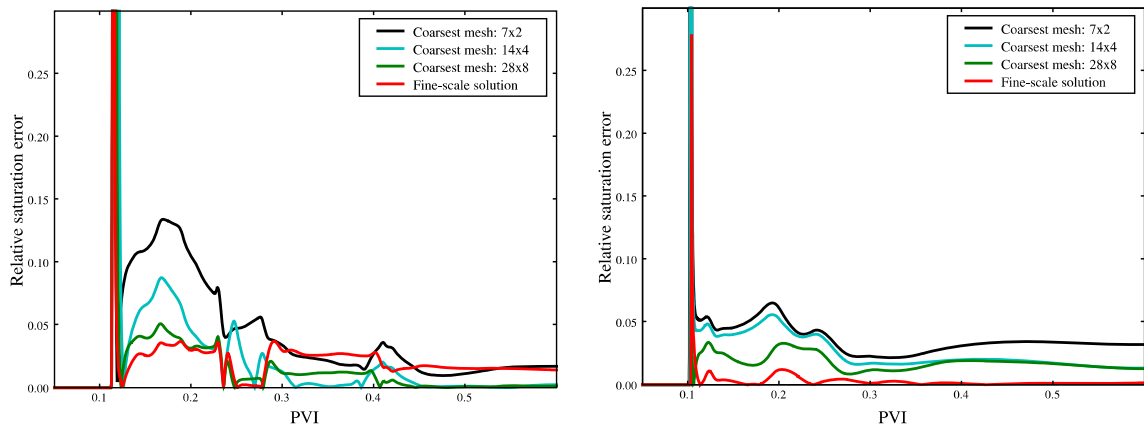 Coarsest mesh: 7x2
Coarsest mesh: 14x4
Coarsest mesh: 28x8
Fine-scale solution
0.25
0.20
0.15
0.10
0.05
0.00
0.1
0.2
0.3
0.4
0.5
Relative saturation error
PVI
Coarsest mesh: 7x2
Coarsest mesh: 14x4
Coarsest mesh: 28x8
Fine-scale solution
0.25
0.20
0.15
0.10
0.05
0.00
0.1
0.2
0.3
0.4
0.5
Relative saturation error
PVI